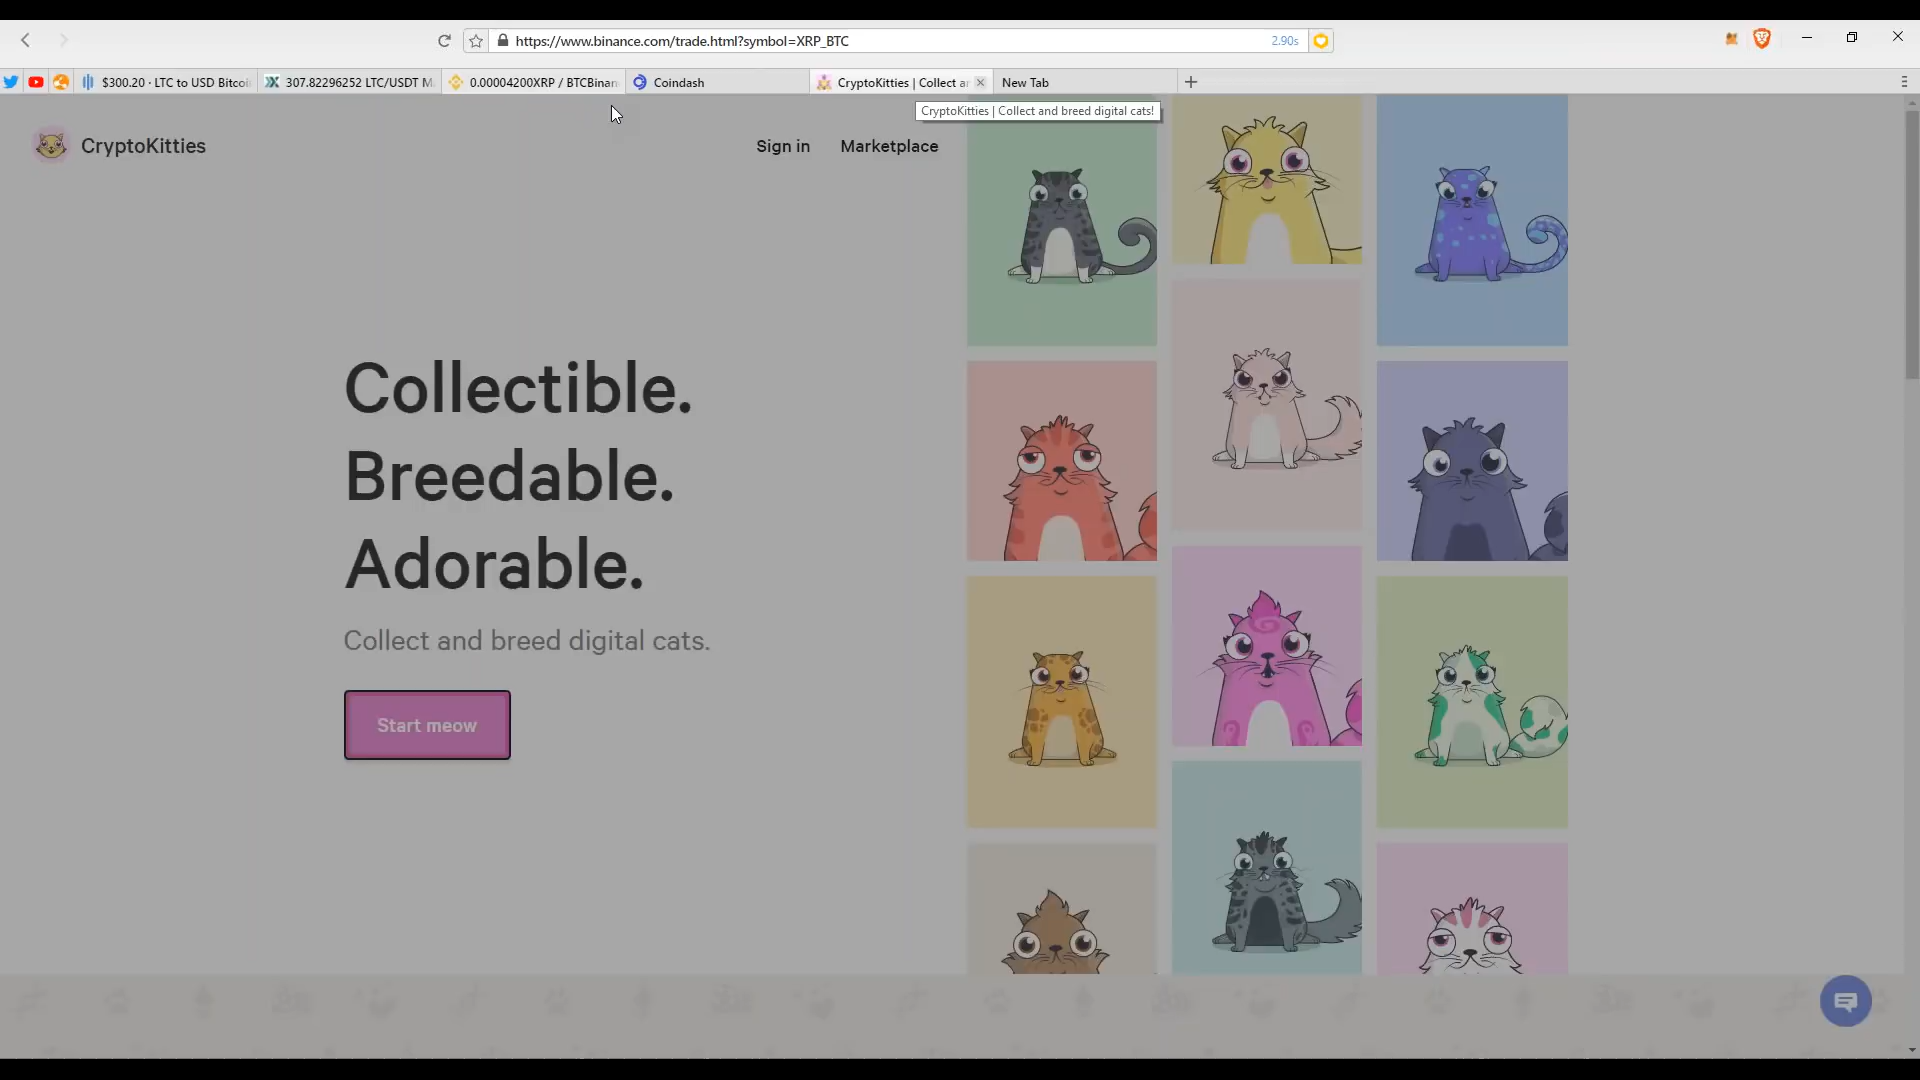 https://www.binance.com/trade.html?symbol=XRP_BTC
2.90s
$300.20 · LTC to USD Bitcoi
307.82296252 LTC/USDT M
0.00004200XRP / BTCBinan
Coindash
CryptoKitties | Collect a
New Tab
CryptoKitties | Collect and breed digital cats!
CryptoKitties
Sign in
Marketplace
Collectible.
Breedable.
Adorable.
Collect and breed digital cats.
Start meow